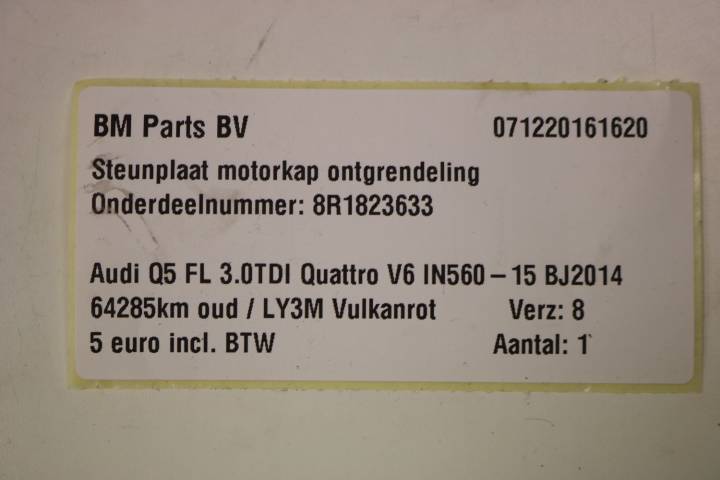 BM Parts BV 071220161620
Steunplaat motorkap ontgrendeling
Onderdeelnummer: 8R1823633
Audi Q5 FL 3.0TDI Quattro V6 IN560 – 15 BJ2014
64285km oud / LY3M Vulkanrot Verz: 8
5 euro incl. BTW Aantal: 1